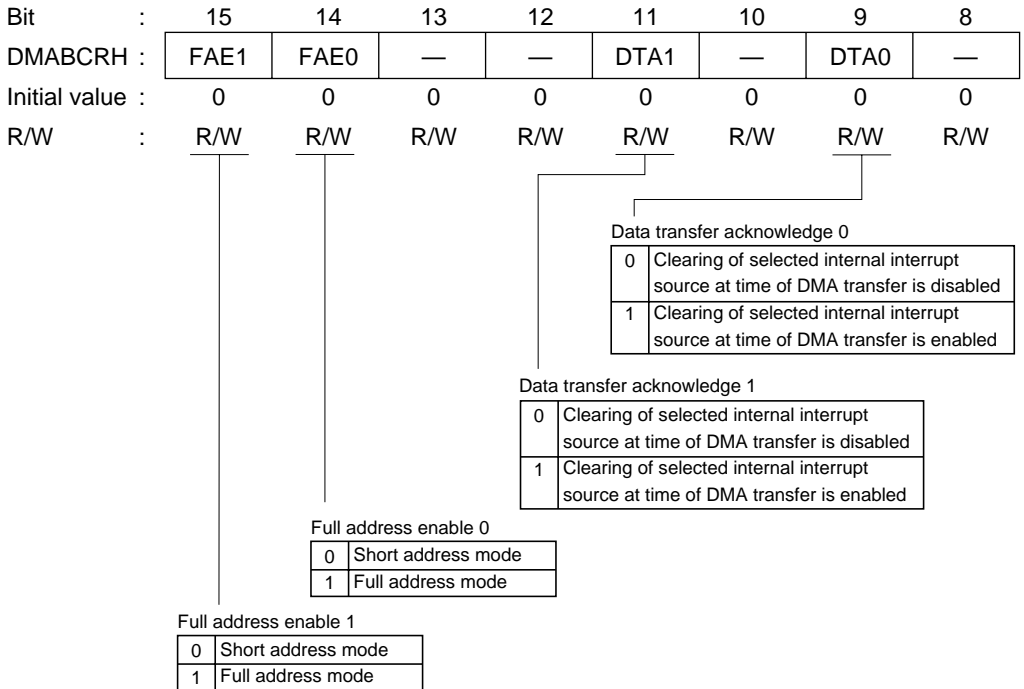 Bit : 15 14 13 12 11 10 9 8
DMABCRH : FAE1 FAE0 — — DTA1 — DTA0 —
Initial value : 0 0 0 0 0 0 0 0
R/W : R/W R/W R/W R/W R/W R/W R/W R/W
Data transfer acknowledge 0
0 Clearing of selected internal interrupt
source at time of DMA transfer is disabled
1 Clearing of selected internal interrupt
source at time of DMA transfer is enabled
Data transfer acknowledge 1
0 Clearing of selected internal interrupt
source at time of DMA transfer is disabled
1 Clearing of selected internal interrupt
source at time of DMA transfer is enabled
Full address enable 0
0 Short address mode
1 Full address mode
Full address enable 1
0 Short address mode
1 Full address mode